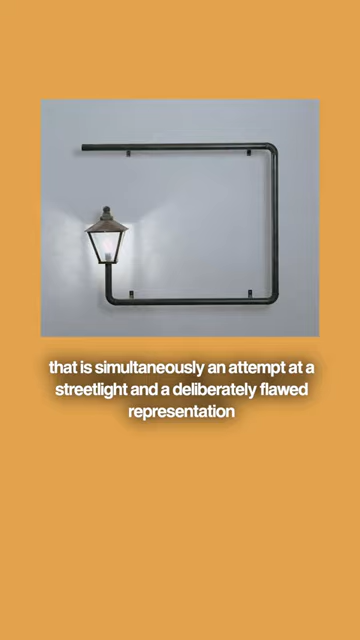 that is simultaneously an attempt at a
streetlight and a deliberately flawed
representation